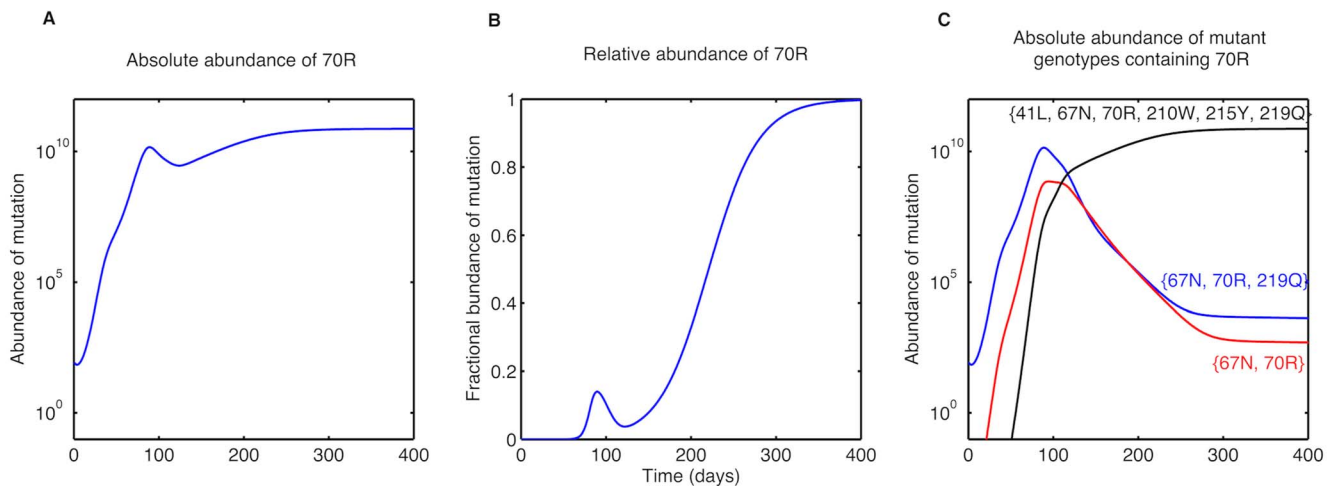 A
Absolute abundance of 70R
Abundance of mutation
10^10
10^5
10^0
0
100
200
300
400
B
Relative abundance of 70R
Fractional bundance of mutation
1
0.8
0.6
0.4
0.2
0
0
100
200
300
400
Time (days)
C
Absolute abundance of mutant
genotypes containing 70R
Abundance of mutation
10^10
10^5
10^0
{41L, 67N, 70R, 210W, 215Y, 219Q}
{67N, 70R, 219Q}
{67N, 70R}
0
100
200
300
400